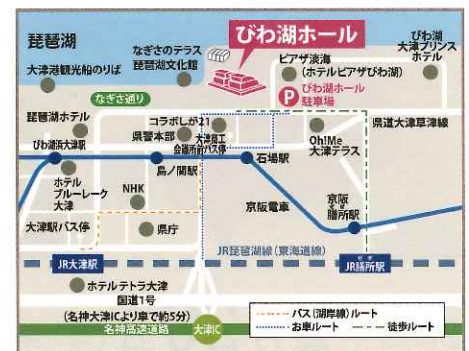 琵琶湖
びわ湖ホール
なぎさのテラス
琵琶湖文化館
大津港観光船のりば
ピアザ淡海
(ホテルピアザびわ湖)
びわ湖
大津プリンス
ホテル
なぎさ通り
P びわ湖ホール
駐車場
琵琶湖ホテル
コラボしが21
県警本部
大津商工
会議所前バス停
県道大津草津線
Oh!Me
大津テラス
びわ湖浜大津駅
島ノ関駅
石場駅
ホテル
ブルーレーク
大津
NHK
京阪電車
京阪
膳所駅
ぜぜ
大津駅バス停
県庁
JR琵琶湖線(東海道線)
JR大津駅
ぜぜ
JR膳所駅
ホテルテトラ大津
国道1号
(名神大津ICより車で約5分)
名神高速道路
大津IC
バス(湖岸線)ルート
お車ルート
徒歩ルート